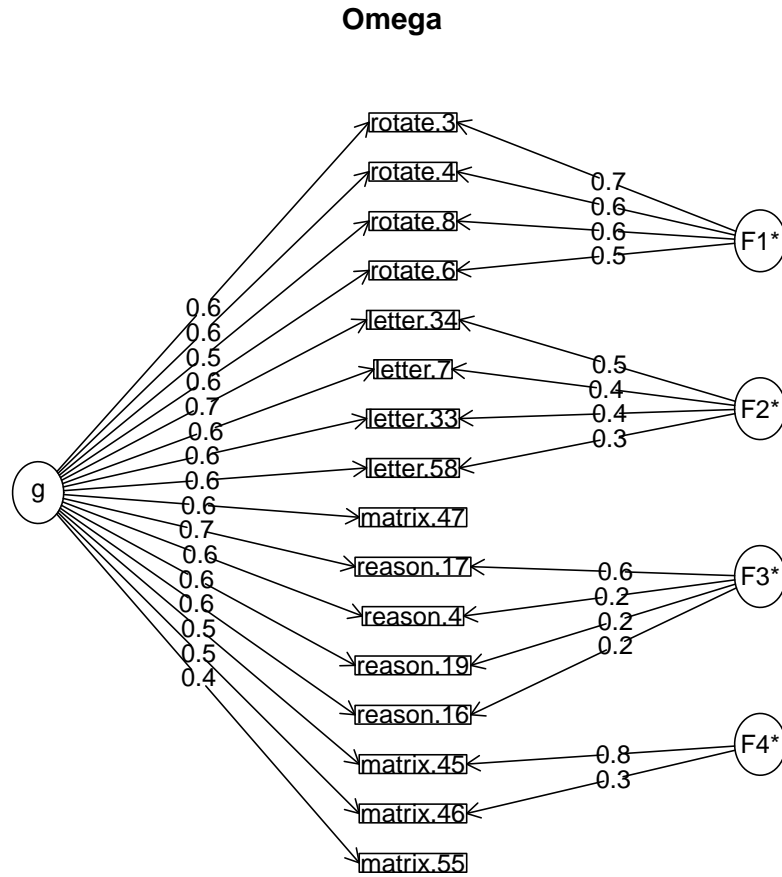 Omega
rotate.3
rotate.4
rotate.8
rotate.6
letter.34
letter.7
letter.33
letter.58
matrix.47
reason.17
reason.4
reason.19
reason.16
matrix.45
matrix.46
matrix.55
g
0.6
0.6
0.5
0.6
0.7
0.6
0.6
0.6
0.6
0.7
0.6
0.6
0.6
0.5
0.5
0.4
0.7
0.6
0.6
0.5
F1*
0.5
0.4
0.4
0.3
F2*
0.6
0.2
0.2
0.2
F3*
0.8
0.3
F4*